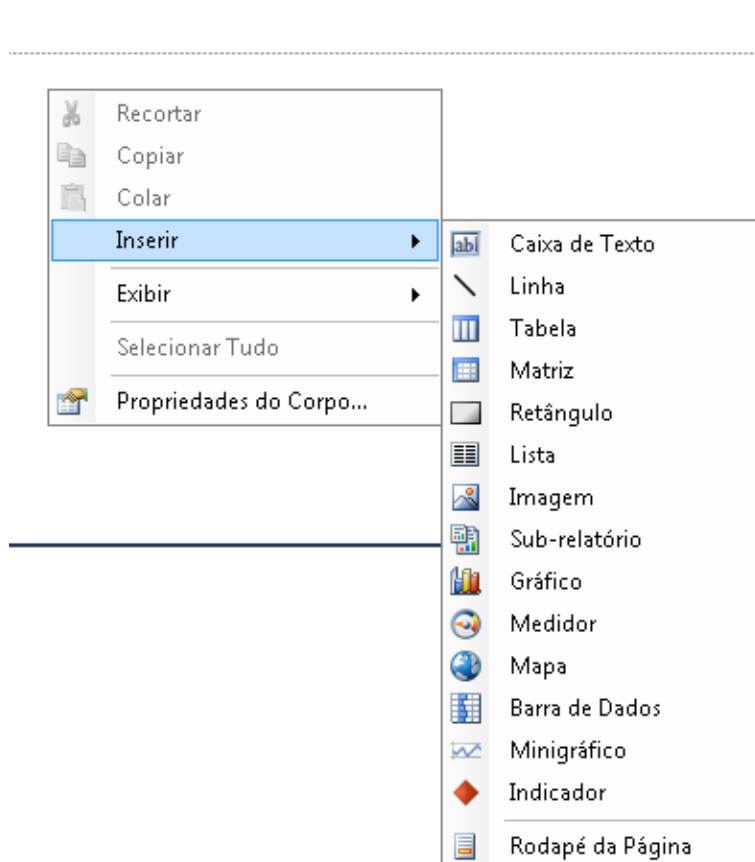 Recortar
Copiar
Colar
Inserir
Exibir
Selecionar Tudo
Propriedades do Corpo...
abl
Caixa de Texto
Linha
Tabela
Matriz
Retângulo
Lista
Imagem
Sub-relatório
Gráfico
Medidor
Mapa
Barra de Dados
Minigráfico
Indicador
Rodapé da Página